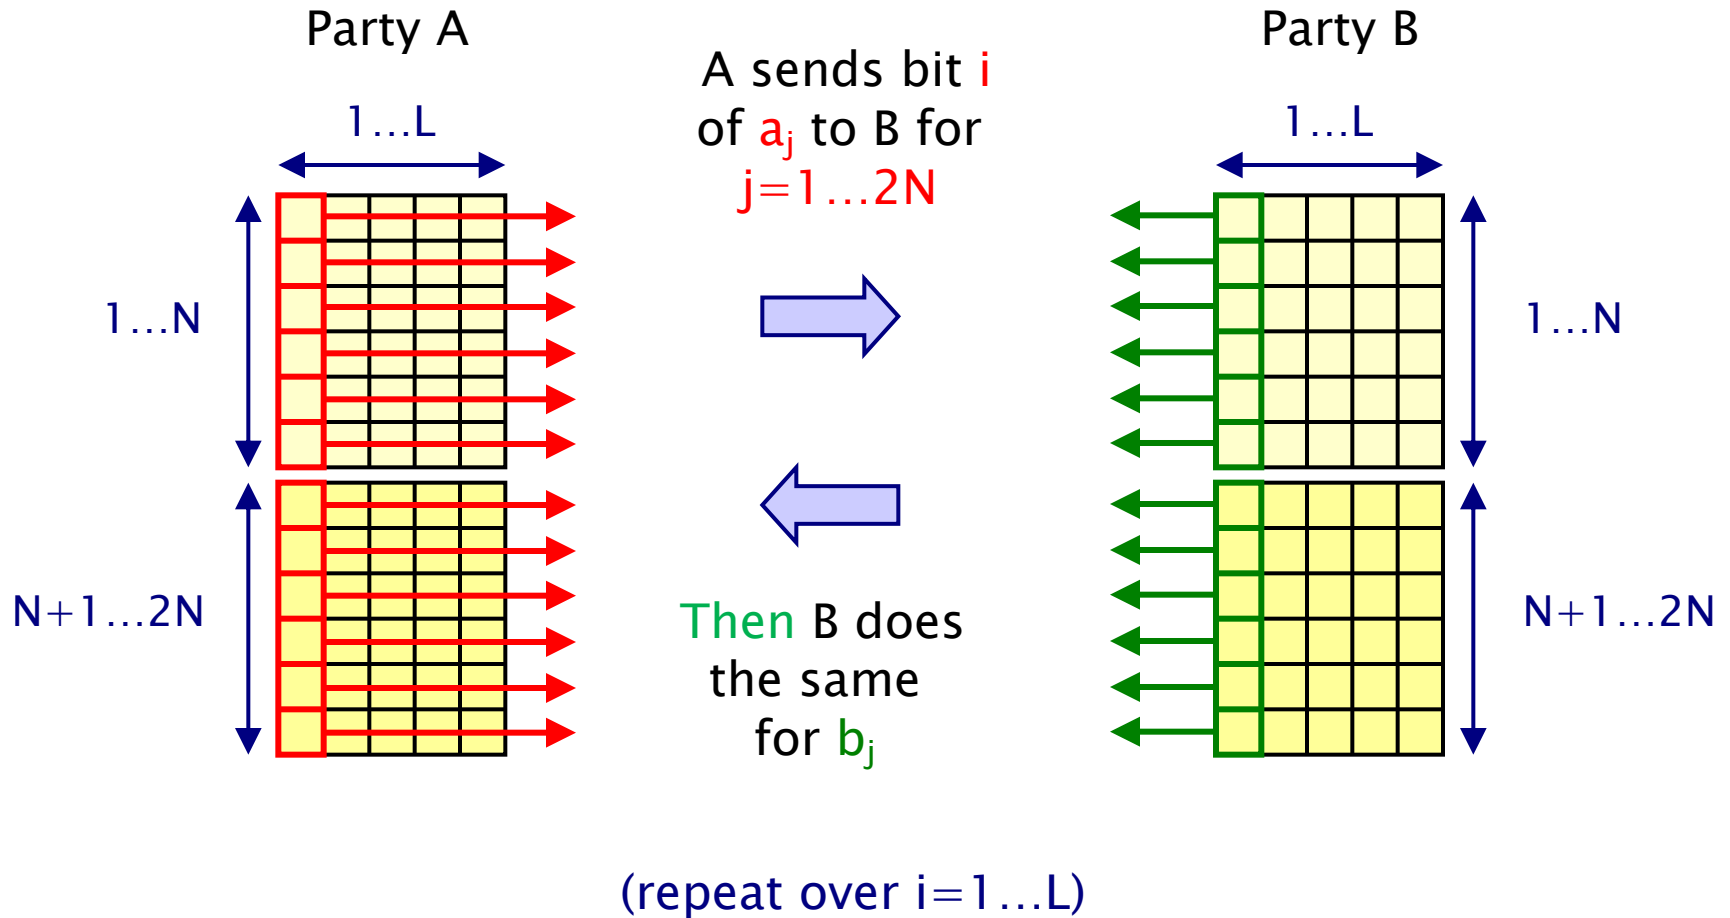 Party A
Party B
A sends bit i
of aj to B for
j=1...2N
1...L
1...L
1...N
1...N
N+1...2N
N+1...2N
Then B does
the same
for bj
(repeat over i=1...L)